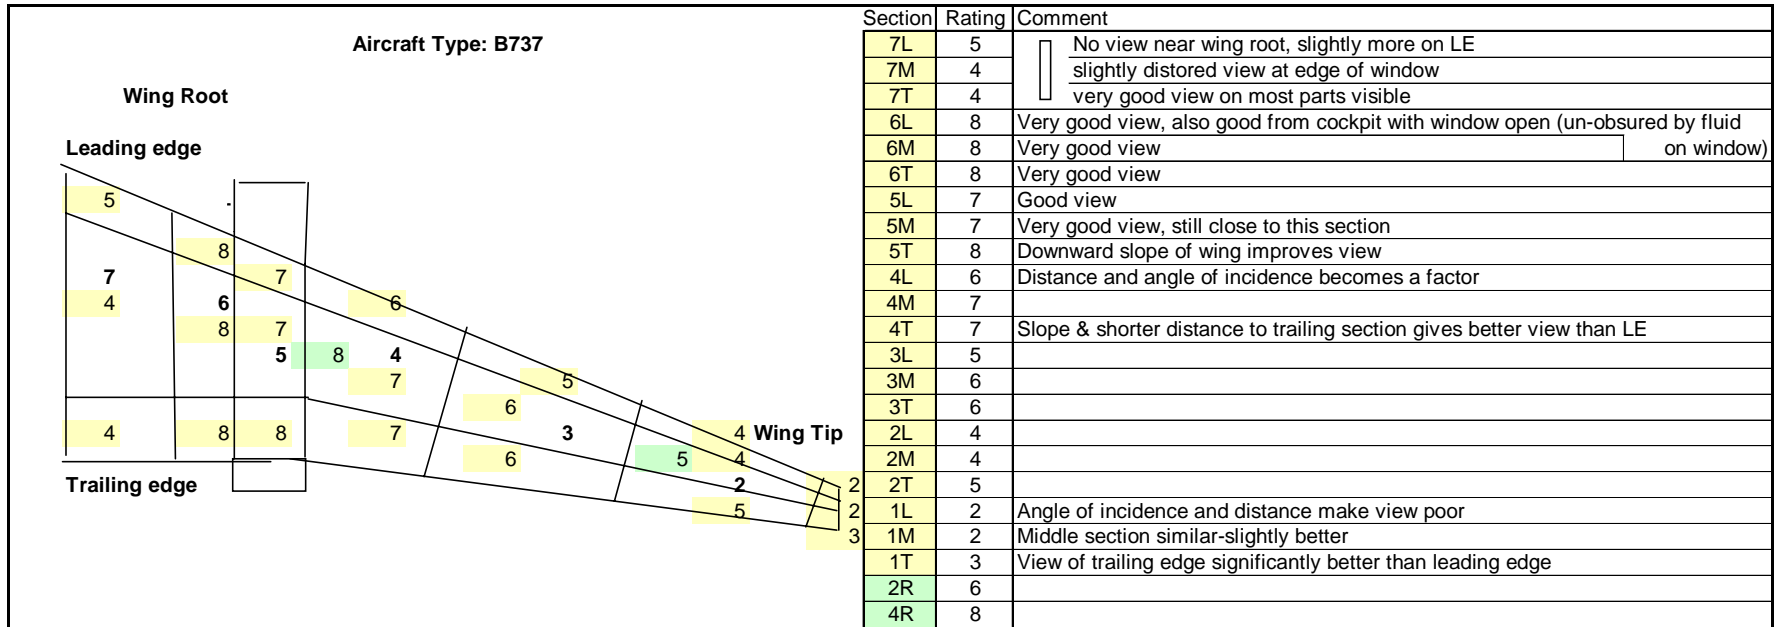 Section Rating Comment
Aircraft Type: B737
7L 5 No view near wing root, slightly more on LE
7M 4 slightly distored view at edge of window
Wing Root
7T 4 very good view on most parts visible
6L 8 Very good view, also good from cockpit with window open (un-obsured by fluid
Leading edge
6M 8 Very good view on window)
6T 8 Very good view
5
5L 7 Good view
5M 7 Very good view, still close to this section
8
5T 8 Downward slope of wing improves view
7 7
4L 6 Distance and angle of incidence becomes a factor
4 6 6
4M 7
8 7
4T 7 Slope & shorter distance to trailing section gives better view than LE
5 8 4
3L 5
7 5
3M 6
6
3T 6
4 8 8 7 3 4 Wing Tip
2L 4
6 5 4
2M 4
Trailing edge 2 2
2T 5
5 2
1L 2 Angle of incidence and distance make view poor
3
1M 2 Middle section similar-slightly better
1T 3 View of trailing edge significantly better than leading edge
2R 6
4R 8